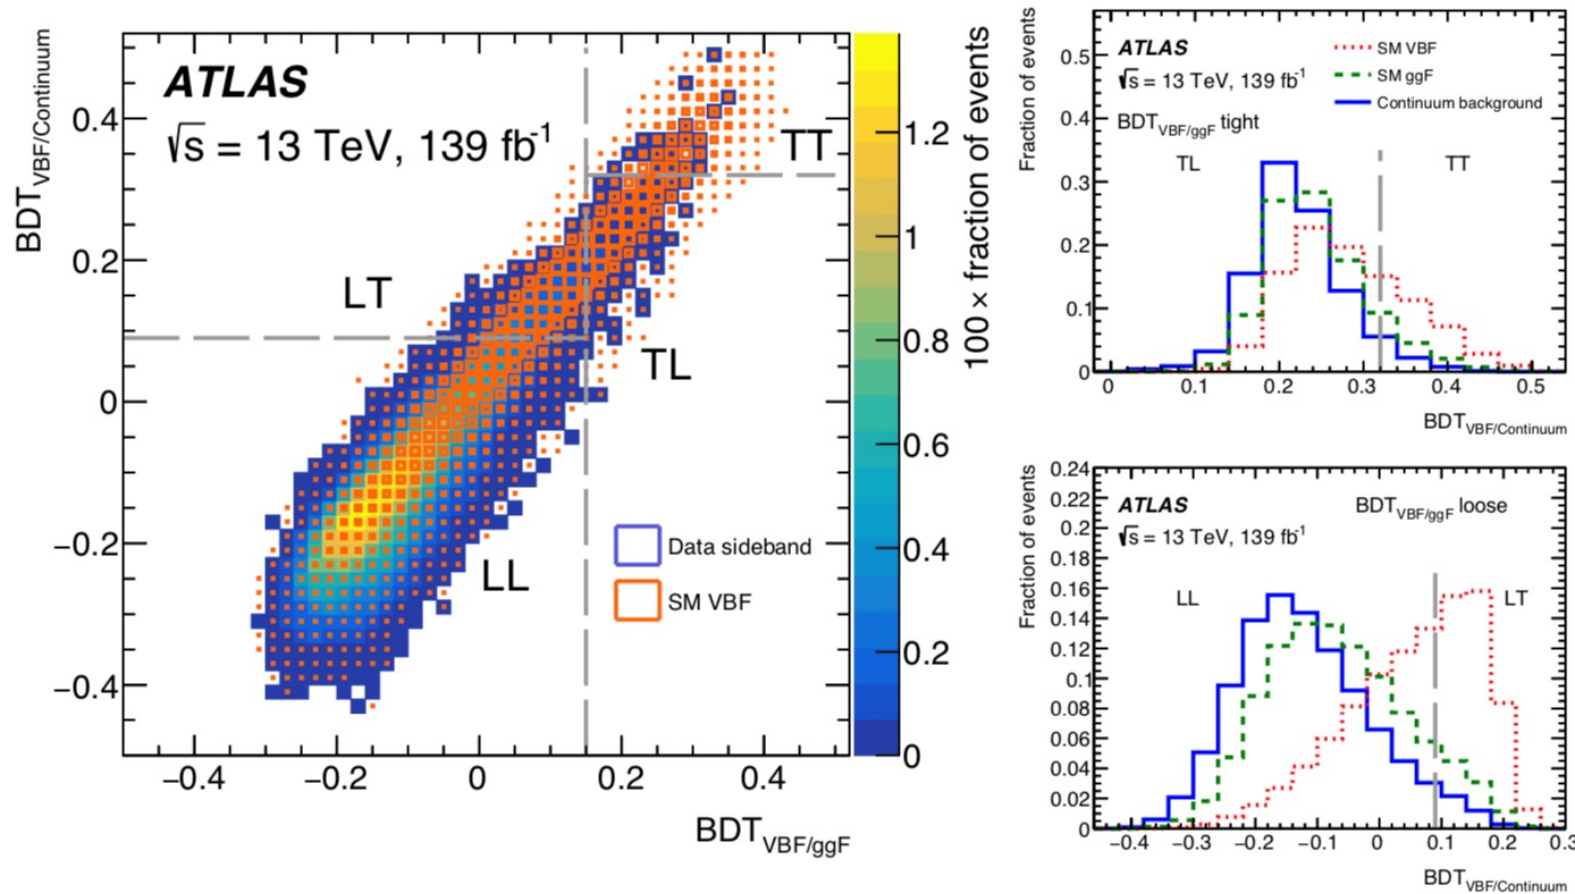 BDT_VBF/Continuum
0.4
0.2
0
−0.2
−0.4
ATLAS
√s = 13 TeV, 139 fb⁻¹
TT
LT
TL
LL
Data sideband
SM VBF
−0.4 −0.2 0 0.2 0.4
BDT_VBF/ggF
1.2
1
0.8
0.6
0.4
0.2
0
100 × fraction of events
Fraction of events
0.5
0.4
0.3
0.2
0.1
0
ATLAS
√s = 13 TeV, 139 fb⁻¹
BDT_VBF/ggF tight
SM VBF
SM ggF
Continuum background
TL TT
0 0.1 0.2 0.3 0.4 0.5
BDT_VBF/Continuum
Fraction of events
0.24
0.22
0.2
0.18
0.16
0.14
0.12
0.1
0.08
0.06
0.04
0.02
0
ATLAS BDT_VBF/ggF loose
√s = 13 TeV, 139 fb⁻¹
LL LT
−0.4 −0.3 −0.2 −0.1 0 0.1 0.2 0.3
BDT_VBF/Continuum